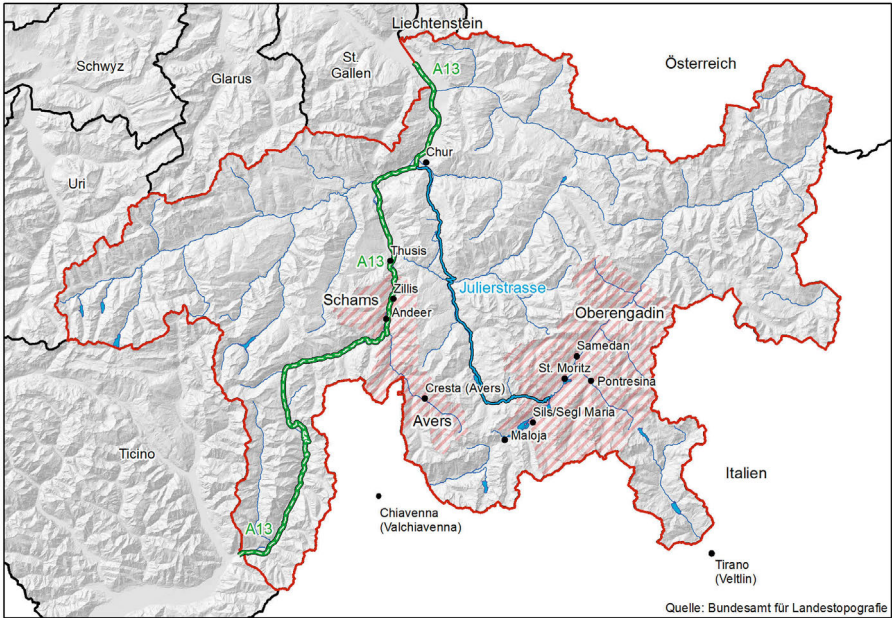 Liechtenstein
Schwyz
Glarus
St.
Gallen
A13
Österreich
Chur
Uri
Thusis
A13
Zillis
Schams
Andeer
Julierstrasse
Oberengadin
Samedan
St. Moritz
Pontresina
Cresta (Avers)
Avers
Sils/Segl Maria
Maloja
Ticino
Italien
Chiavenna
(Valchiavenna)
A13
Tirano
(Veltlin)
Quelle: Bundesamt für Landestopografie